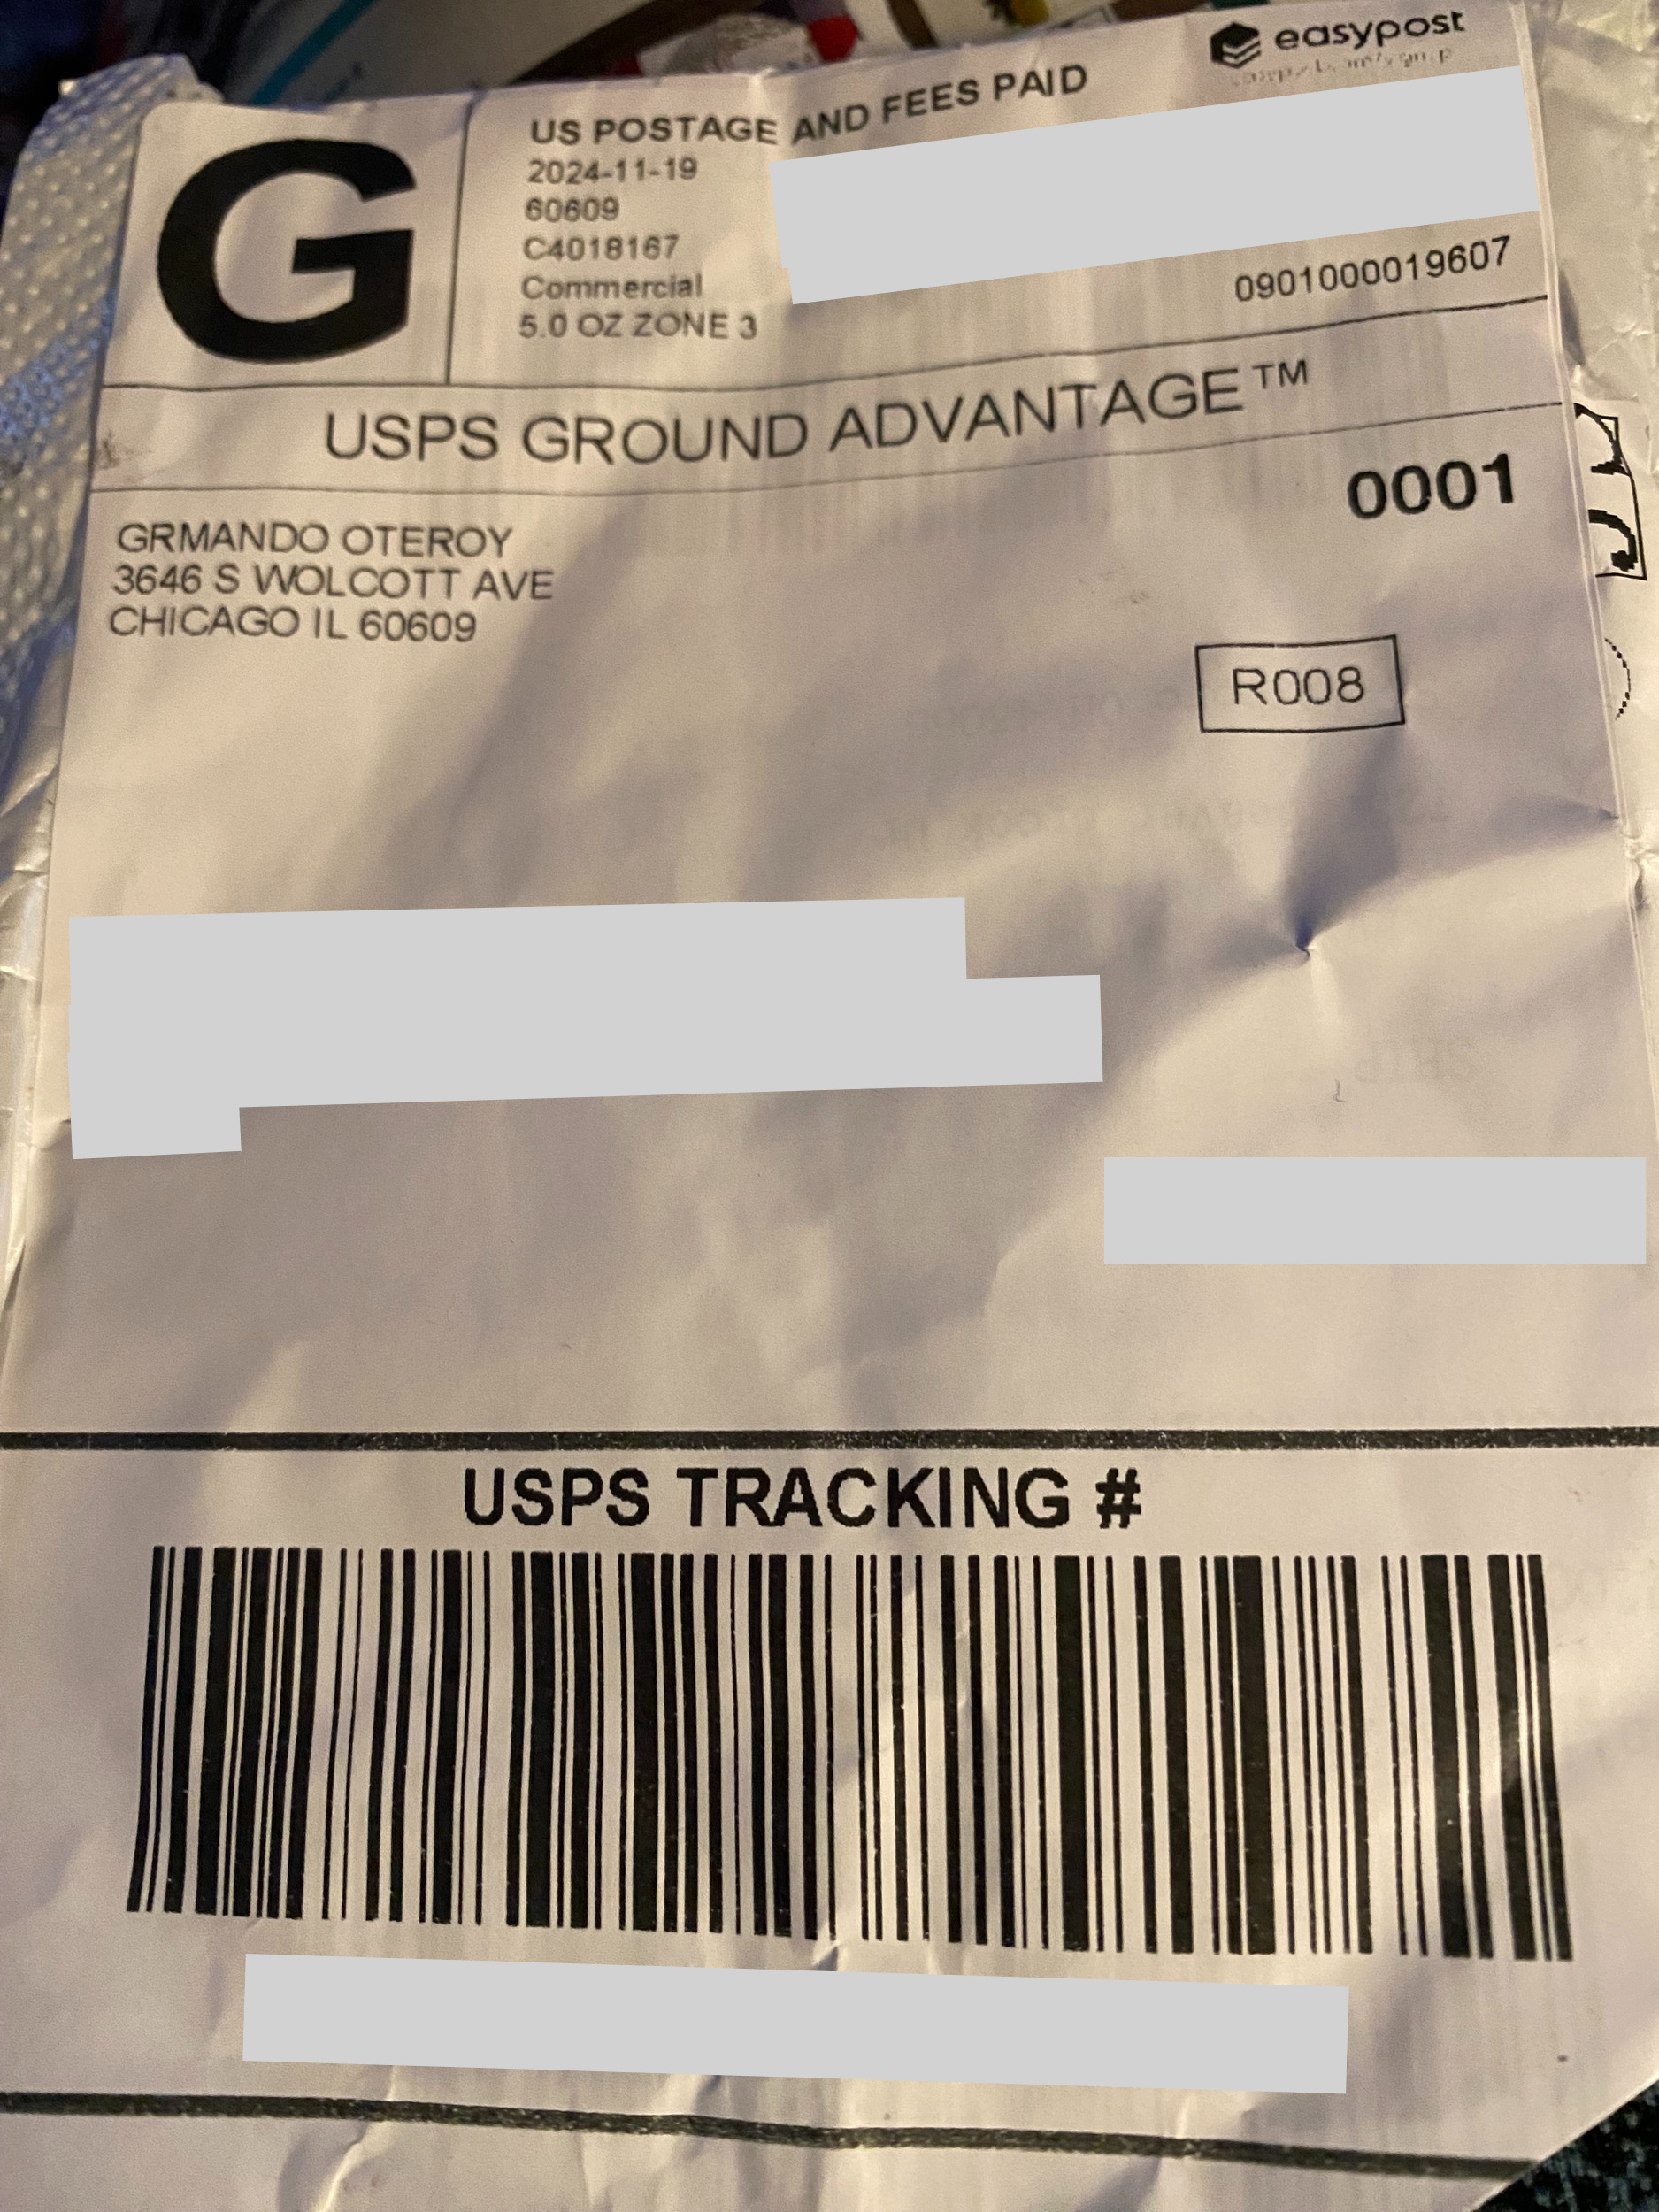 easypost
US POSTAGE AND FEES PAID
2024-11-19
60609
C4018167
Commercial
5.0 OZ ZONE 3
0901000019607
G
USPS GROUND ADVANTAGE™
0001
GRMANDO OTEROY
3646 S WOLCOTT AVE
CHICAGO IL 60609
R008
USPS TRACKING #